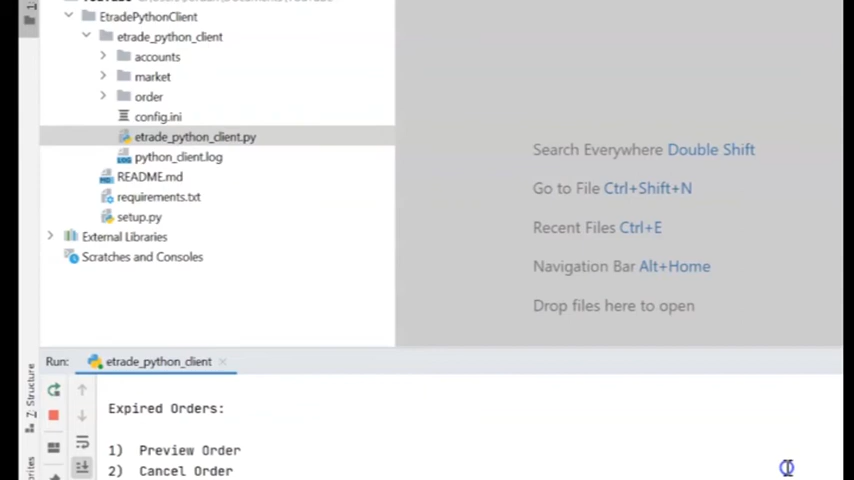 EtradePythonClient
etrade_python_client
accounts
market
order
config.ini
etrade_python_client.py
python_client.log
README.md
requirements.txt
setup.py
External Libraries
Scratches and Consoles
Search Everywhere Double Shift
Go to File Ctrl+Shift+N
Recent Files Ctrl+E
Navigation Bar Alt+Home
Drop files here to open
Z: Structure
Run: etrade_python_client
Expired Orders:
1) Preview Order
2) Cancel Order